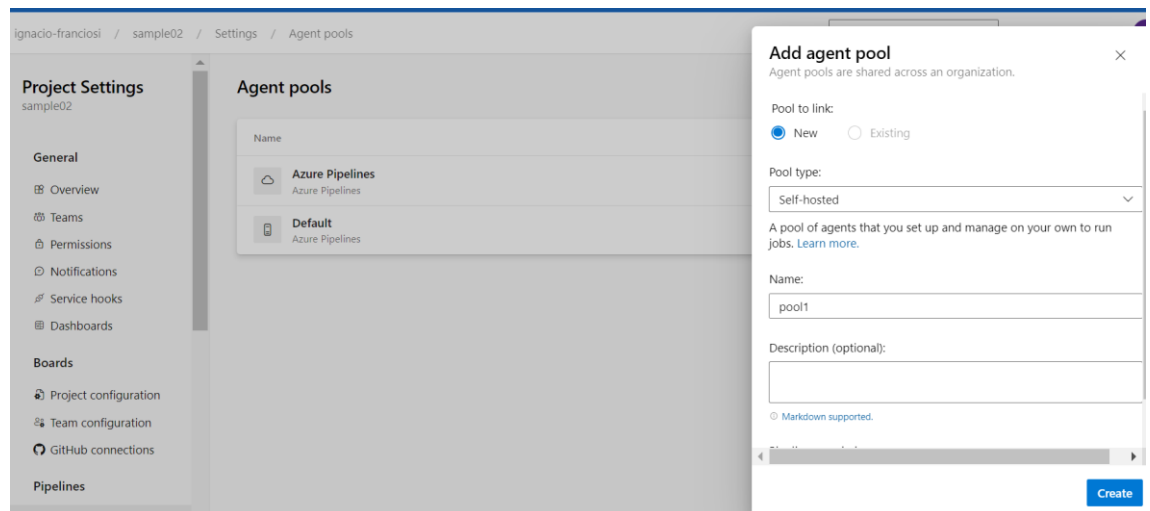 ignacio-franciosi / sample02 / Settings / Agent pools
Project Settings
sample02
General
Overview
Teams
Permissions
Notifications
Service hooks
Dashboards
Boards
Project configuration
Team configuration
GitHub connections
Pipelines
Agent pools
Name
Azure Pipelines
Azure Pipelines
Default
Azure Pipelines
Add agent pool
Agent pools are shared across an organization.
Pool to link:
New
Existing
Pool type:
Self-hosted
A pool of agents that you set up and manage on your own to run
jobs. Learn more.
Name:
pool1
Description (optional):
Markdown supported.
Create